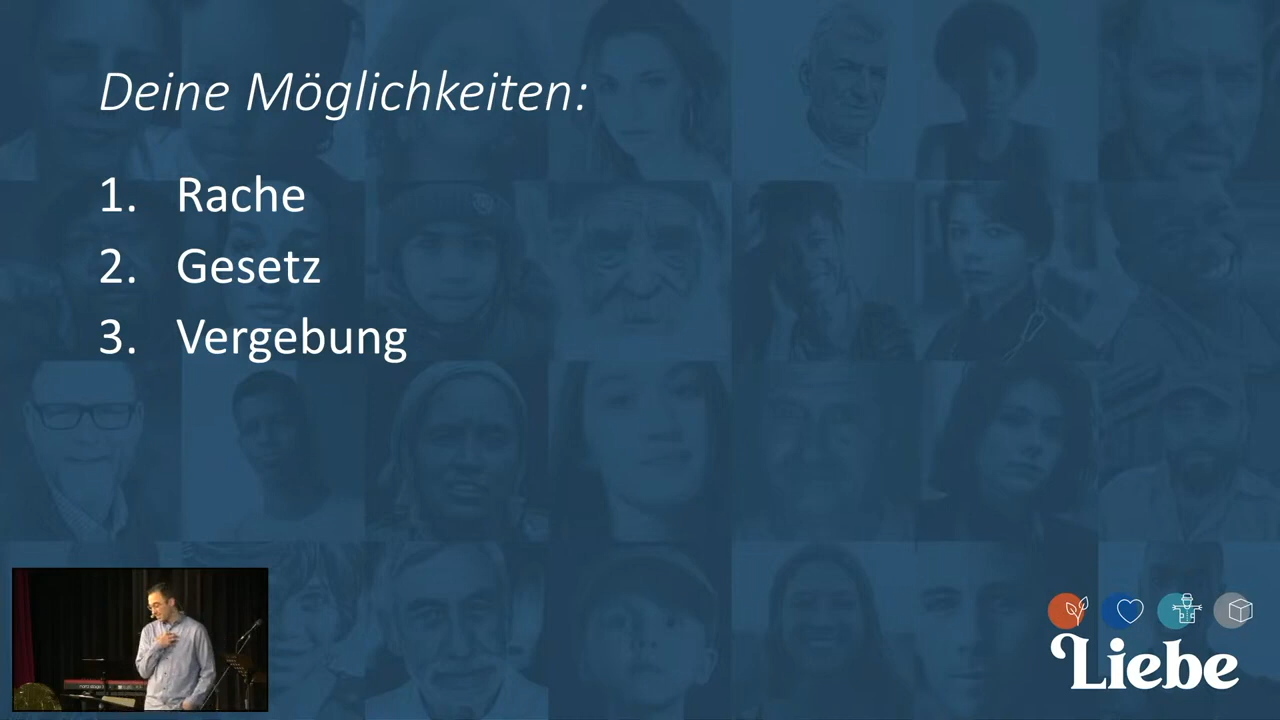 Deine Möglichkeiten:
1. Rache
2. Gesetz
3. Vergebung
Liebe